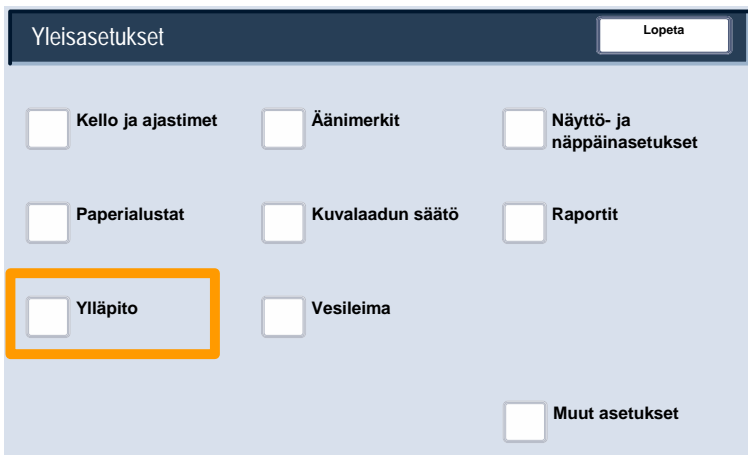 Yleisasetukset
Lopeta
Kello ja ajastimet
Äänimerkit
Näyttö- ja
näppäinasetukset
Paperialustat
Kuvalaadun säätö
Raportit
Ylläpito
Vesileima
Muut asetukset